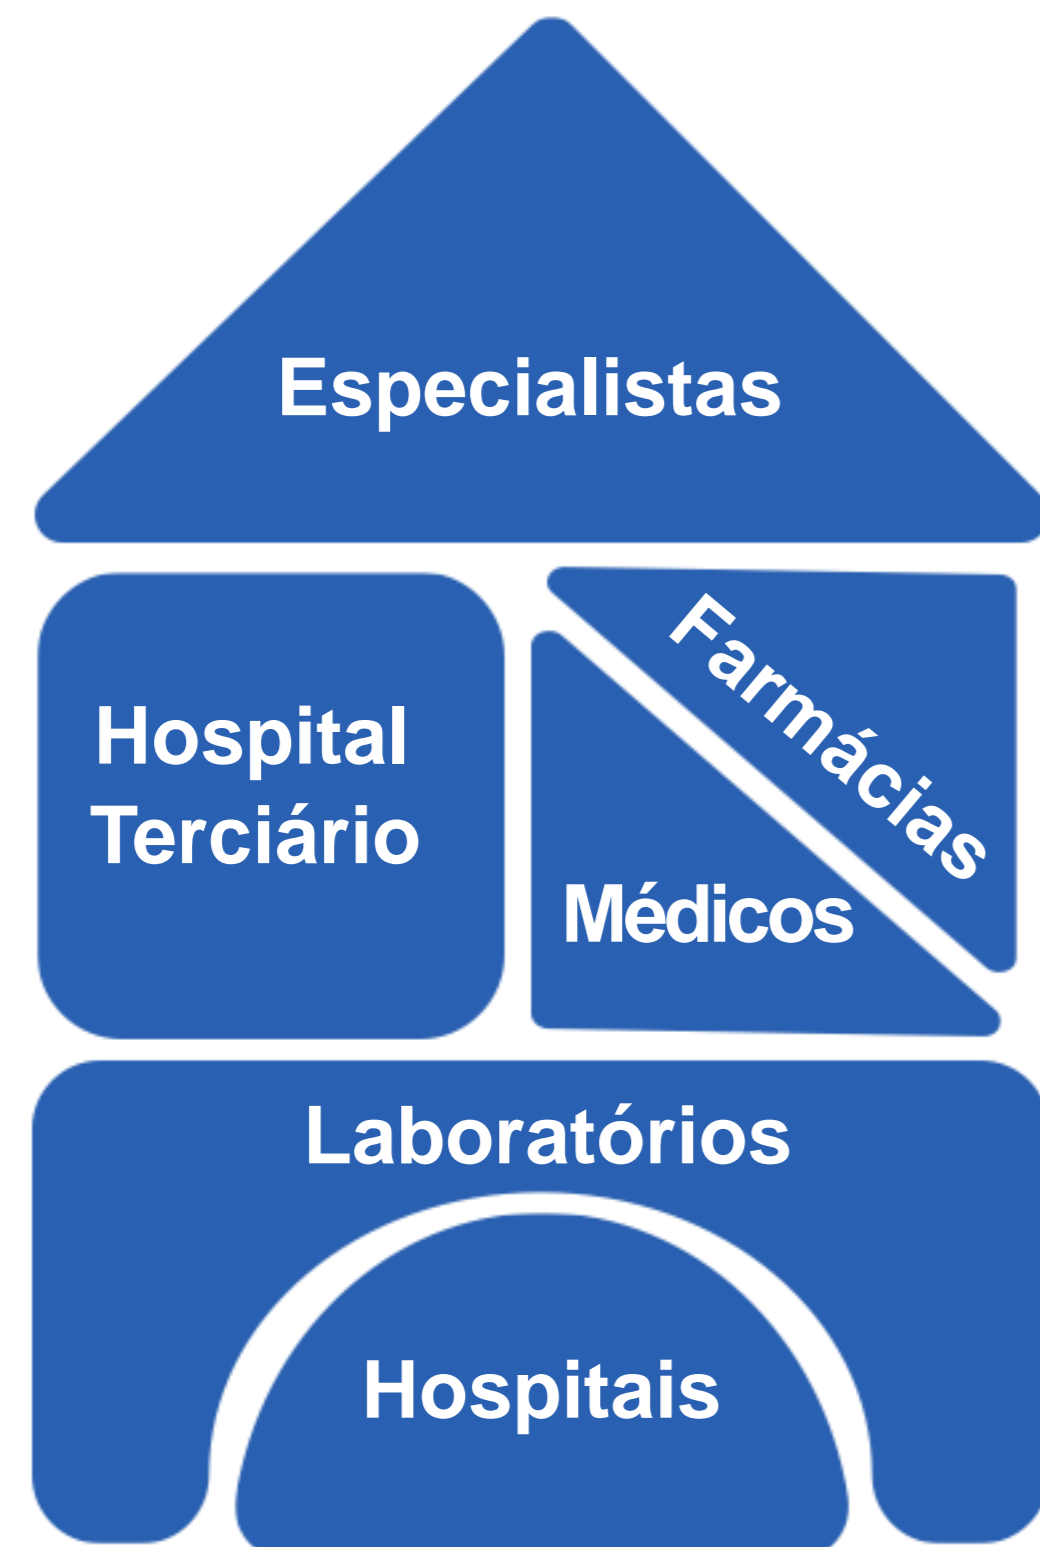 Especialistas
Hospital
Terciário
Farmácias
Médicos
Laboratórios
Hospitais